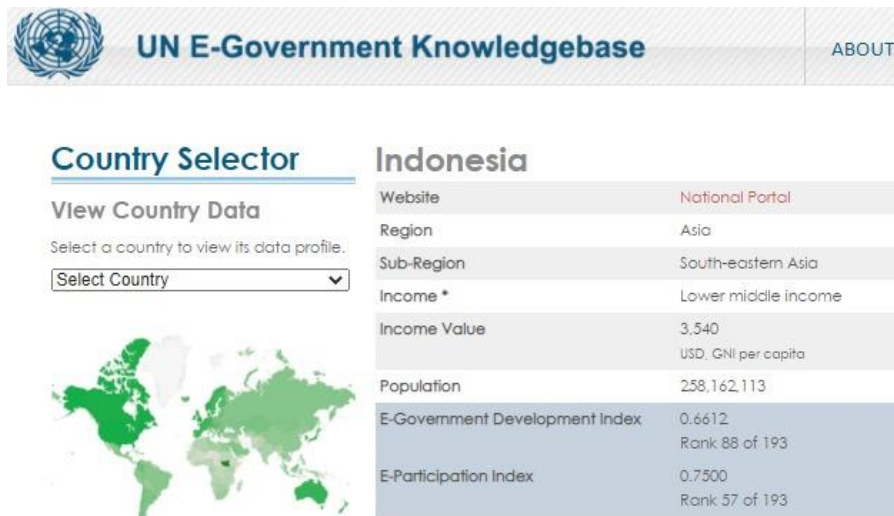 UN E-Government Knowledgebase
ABOUT
Country Selector
View Country Data
Select a country to view its data profile.
Select Country
Indonesia
Website National Portal
Region Asia
Sub-Region South-eastern Asia
Income * Lower middle income
Income Value 3,540
USD, GNI per capita
Population 258,162,113
E-Government Development Index 0.6612
Rank 88 of 193
E-Participation Index 0.7500
Rank 57 of 193